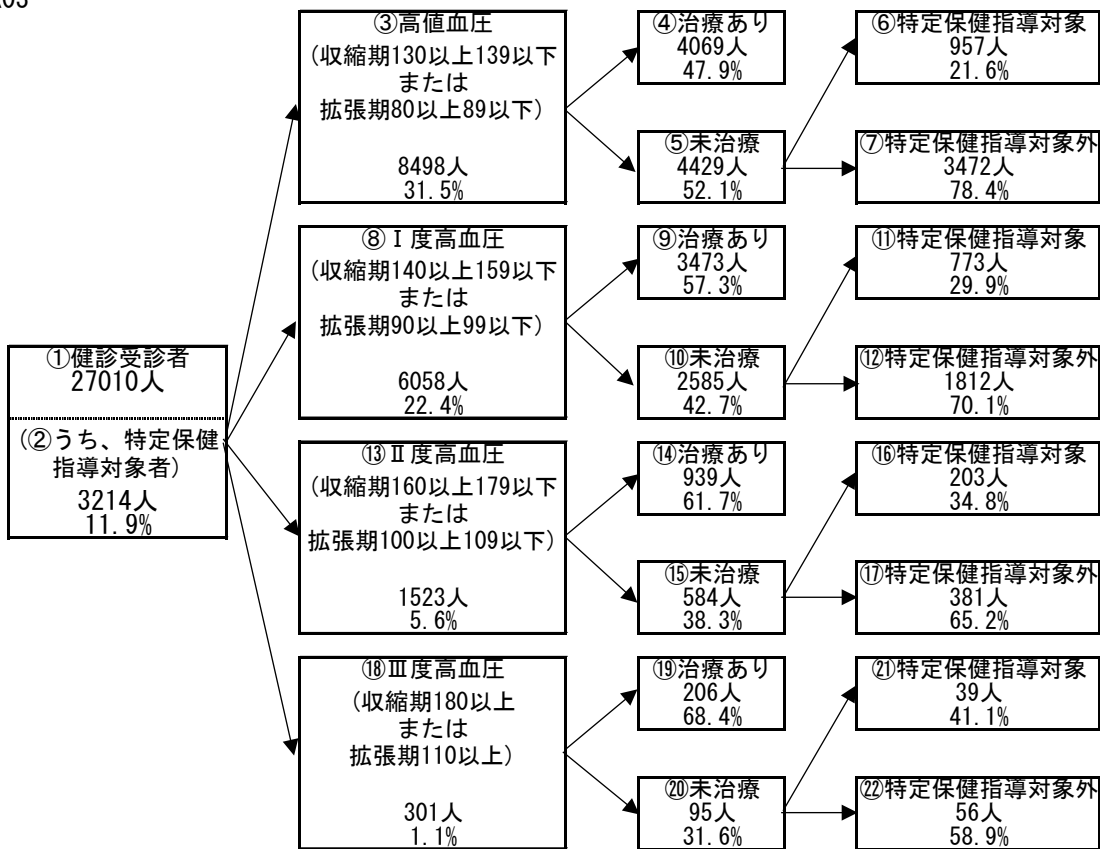 ③高値血圧
(収縮期130以上139以下
または
拡張期80以上89以下)
8498人
31.5%
④治療あり
4069人
47.9%
⑤未治療
4429人
52.1%
⑥特定保健指導対象
957人
21.6%
⑦特定保健指導対象外
3472人
78.4%
①健診受診者
27010人
(②うち、特定保健
指導対象者)
3214人
11.9%
⑧Ⅰ度高血圧
(収縮期140以上159以下
または
拡張期90以上99以下)
6058人
22.4%
⑨治療あり
3473人
57.3%
⑩未治療
2585人
42.7%
⑪特定保健指導対象
773人
29.9%
⑫特定保健指導対象外
1812人
70.1%
⑬Ⅱ度高血圧
(収縮期160以上179以下
または
拡張期100以上109以下)
1523人
5.6%
⑭治療あり
939人
61.7%
⑮未治療
584人
38.3%
⑯特定保健指導対象
203人
34.8%
⑰特定保健指導対象外
381人
65.2%
⑱Ⅲ度高血圧
(収縮期180以上
または
拡張期110以上)
301人
1.1%
⑲治療あり
206人
68.4%
⑳未治療
95人
31.6%
㉑特定保健指導対象
39人
41.1%
㉒特定保健指導対象外
56人
58.9%